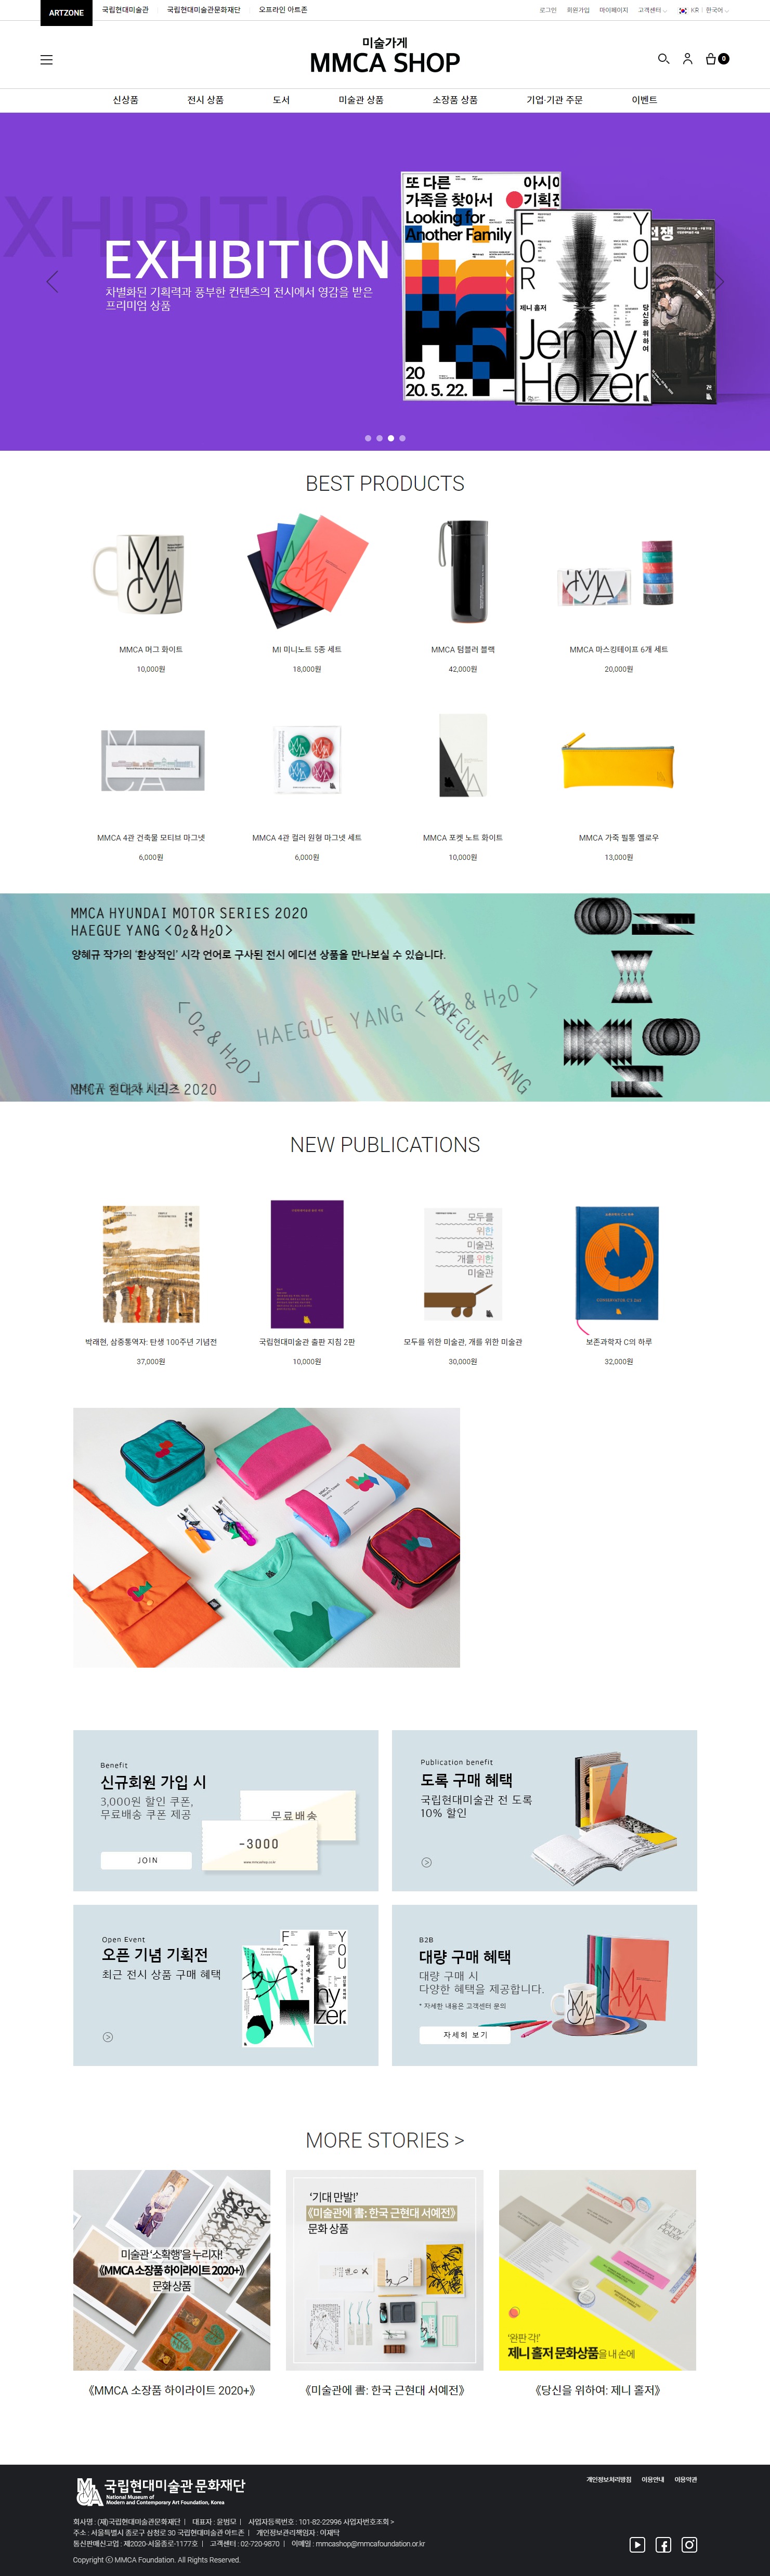 ARTZONE 국립현대미술관 국립현대미술관문화재단 오프라인 아트존
로그인 회원가입 마이페이지 고객센터 KR | 한국어
미술가게
MMCA SHOP
0
신상품 전시 상품 도서 미술관 상품 소장품 상품 기업·기관 주문 이벤트
XHIBITION
EXHIBITION
차별화된 기획력과 풍부한 컨텐츠의 전시에서 영감을 받은
프리미엄 상품
또 다른
가족을 찾아서
Looking for
Another Family
아시아
기획전
20
20. 5. 22.
FOR YOU
제니 홀저
당신을 위하여
Jenny
Holzer
전쟁
BEST PRODUCTS
MMCA 머그 화이트
10,000원
MI 미니노트 5종 세트
18,000원
MMCA 텀블러 블랙
42,000원
MMCA 마스킹테이프 6개 세트
20,000원
MMCA 4관 건축물 모티브 마그넷
6,000원
MMCA 4관 컬러 원형 마그넷 세트
6,000원
MMCA 포켓 노트 화이트
10,000원
MMCA 가죽 필통 옐로우
13,000원
MMCA HYUNDAI MOTOR SERIES 2020
HAEGUE YANG <O₂&H₂O>
양혜규 작가의 '환상적인' 시각 언어로 구사된 전시 에디션 상품을 만나보실 수 있습니다.
「O2 & H2O」
HAEGUE YANG < O2 & H2O >
HAEGUE YANG
MMCA 현대차 시리즈 2020
NEW PUBLICATIONS
모두를
위한
미술관,
개를 위한
미술관
박래현, 삼중통역자: 탄생 100주년 기념전
37,000원
국립현대미술관 출판 지침 2판
10,000원
모두를 위한 미술관, 개를 위한 미술관
30,000원
보존과학자 C의 하루
32,000원
Benefit
신규회원 가입 시
3,000원 할인 쿠폰,
무료배송 쿠폰 제공
JOIN
무료배송
-3000
www.mmcashop.co.kr
Publication benefit
도록 구매 혜택
국립현대미술관 전 도록
10% 할인
Open Event
오픈 기념 기획전
최근 전시 상품 구매 혜택
B2B
대량 구매 혜택
대량 구매 시
다양한 혜택을 제공합니다.
* 자세한 내용은 고객센터 문의
자세히 보기
MORE STORIES >
미술관 '소확행'을 누리자!
《MMCA 소장품 하이라이트 2020+》
문화상품
'기대 만발!'
《미술관에 書: 한국 근현대 서예전》
문화 상품
'완판 각!'
제니 홀저 문화상품을 내 손에
《MMCA 소장품 하이라이트 2020+》
《미술관에 書: 한국 근현대 서예전》
《당신을 위하여: 제니 홀저》
국립현대미술관 문화재단
National Museum of
Modern and Contemporary Art Foundation, Korea
개인정보처리방침 이용안내 이용약관
회사명 : (재)국립현대미술관문화재단 | 대표자 : 윤범모 | 사업자등록번호 : 101-82-22996 사업자번호조회 >
주소 : 서울특별시 종로구 삼청로 30 국립현대미술관 아트존 | 개인정보관리책임자 : 이재탁
통신판매신고업 : 제2020-서울종로-1177호 | 고객센터 : 02-720-9870 | 이메일 : mmcashop@mmcafoundation.or.kr
Copyright ⓒ MMCA Foundation. All Rights Reserved.